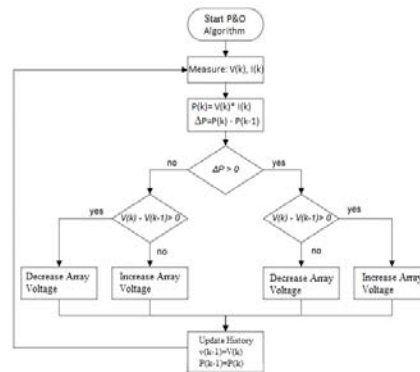 Start P&O
Algorithm
Measure: V(k), I(k)
P(k)= V(k)* I(k)
ΔP=P(k) - P(k-1)
ΔP > 0
no
yes
V(k) - V(k-1)> 0
V(k) - V(k-1)> 0
yes
no
no
yes
Decrease Array
Voltage
Increase Array
Voltage
Decrease Array
Voltage
Increase Array
Voltage
Update History
v(k-1)=V(k)
P(k-1)=P(k)